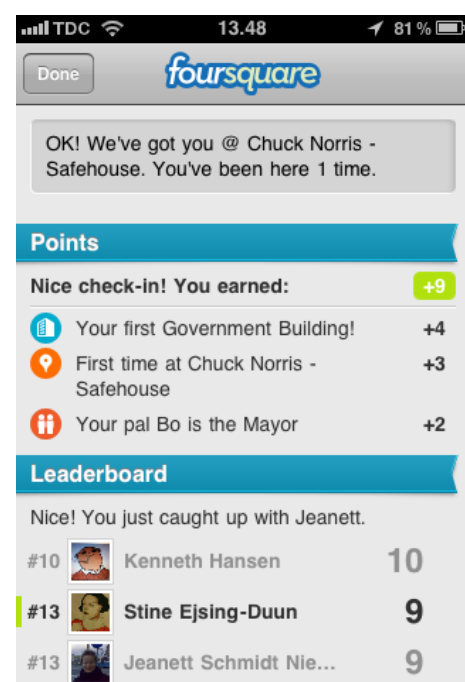 TDC 13.48 81 %
Done foursquare
OK! We've got you @ Chuck Norris -
Safehouse. You've been here 1 time.
Points
Nice check-in! You earned: +9
Your first Government Building! +4
First time at Chuck Norris - +3
Safehouse
Your pal Bo is the Mayor +2
Leaderboard
Nice! You just caught up with Jeanett.
#10 Kenneth Hansen 10
#13 Stine Ejsing-Duun 9
#13 Jeanett Schmidt Nie... 9